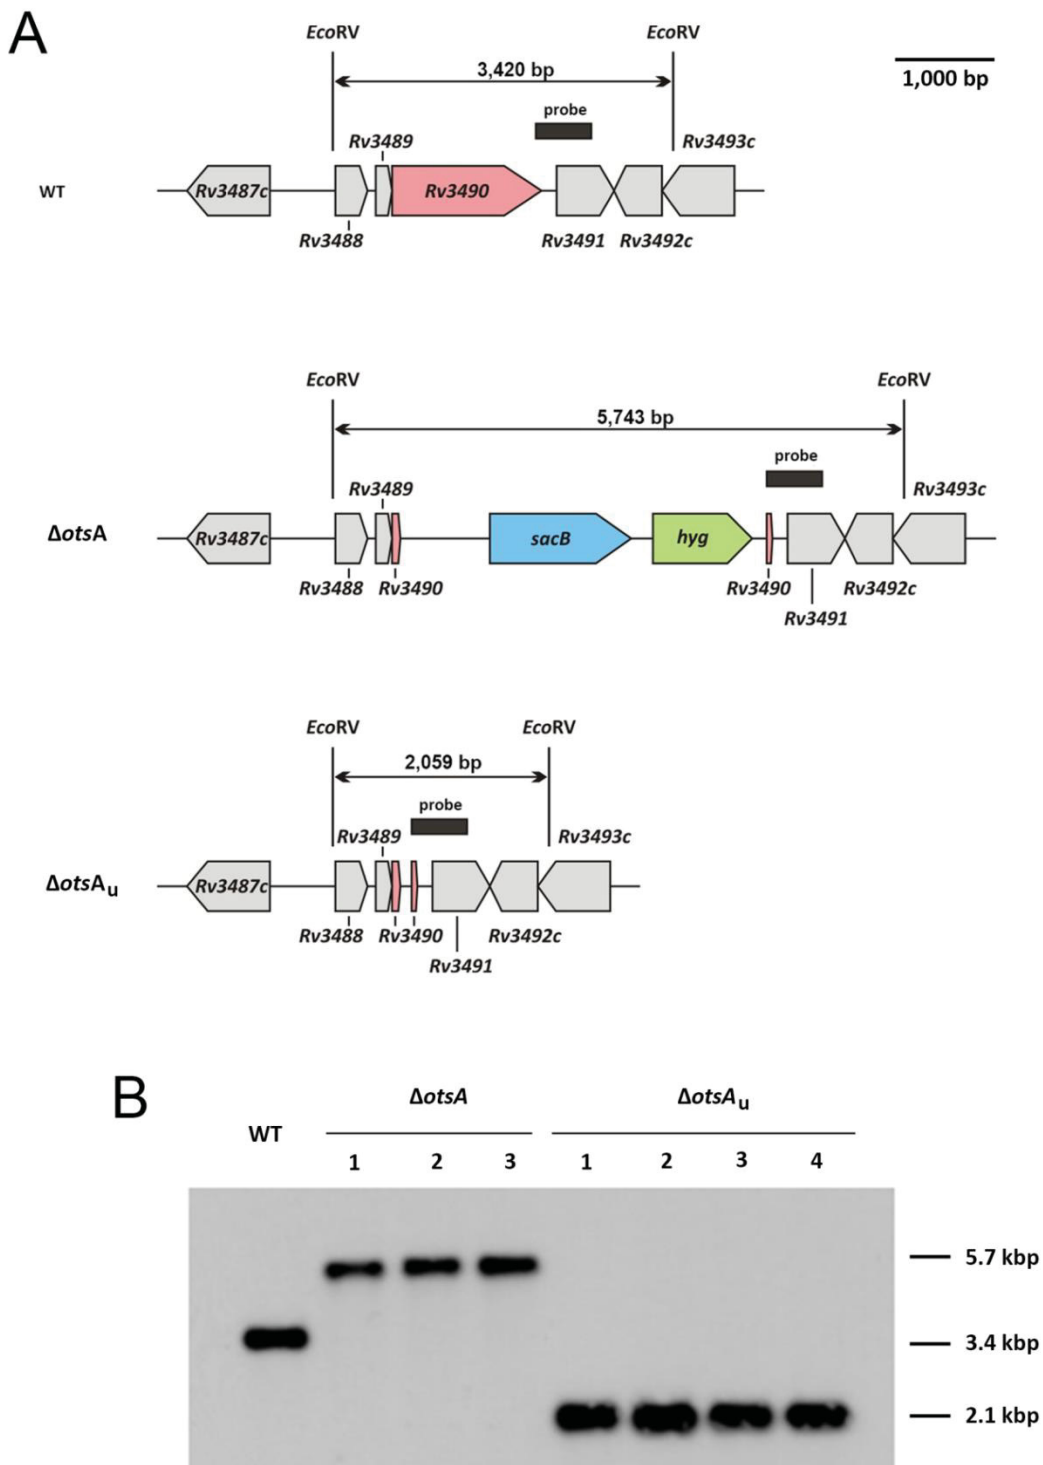 A
EcoRV EcoRV
3,420 bp
1,000 bp
probe
Rv3489 Rv3493c
WT Rv3487c Rv3490
Rv3488 Rv3491 Rv3492c
EcoRV EcoRV
5,743 bp
probe
Rv3489 Rv3493c
ΔotsA Rv3487c sacB hyg
Rv3488 Rv3490 Rv3490 Rv3492c
Rv3491
EcoRV EcoRV
2,059 bp
probe
Rv3489 Rv3493c
ΔotsAu Rv3487c
Rv3488 Rv3490 Rv3492c
Rv3491
B
ΔotsA ΔotsAu
WT
1 2 3 1 2 3 4
5.7 kbp
3.4 kbp
2.1 kbp